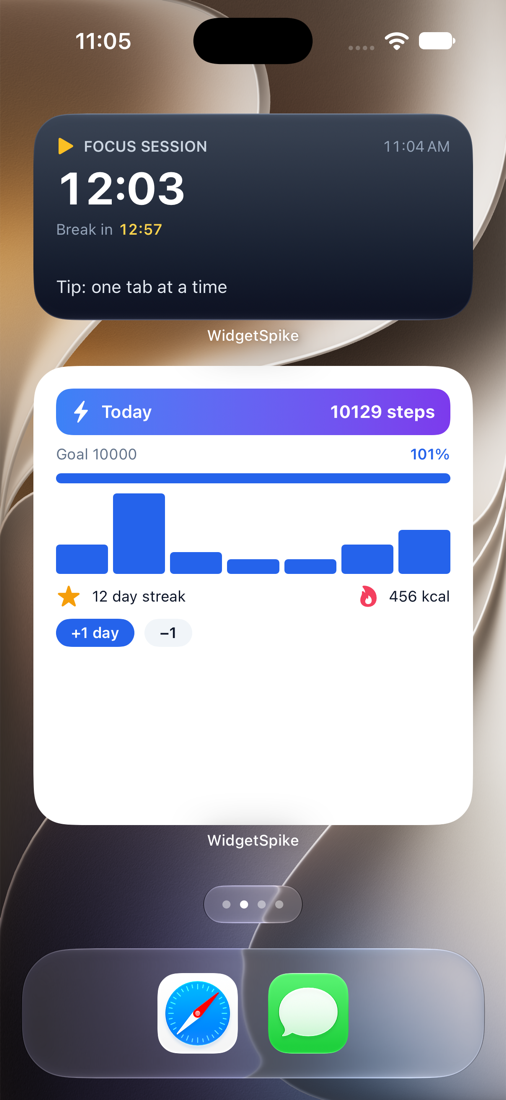 11:05
FOCUS SESSION 11:04 AM
12:03
Break in 12:57
Tip: one tab at a time
WidgetSpike
Today 10129 steps
Goal 10000 101%
12 day streak 456 kcal
+1 day −1
WidgetSpike